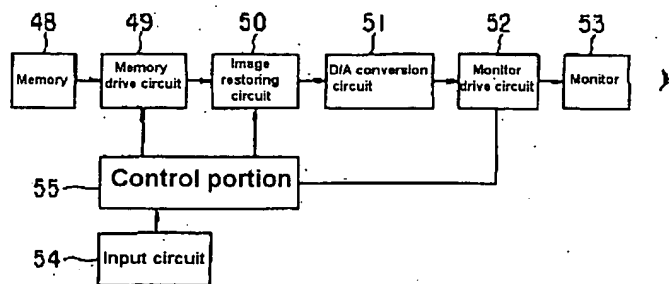 48
49
50
51
52
53
Memory
Memory
drive circuit
Image
restoring
circuit
D/A conversion
circuit
Monitor
drive circuit
Monitor
55
Control portion
54
Input circuit